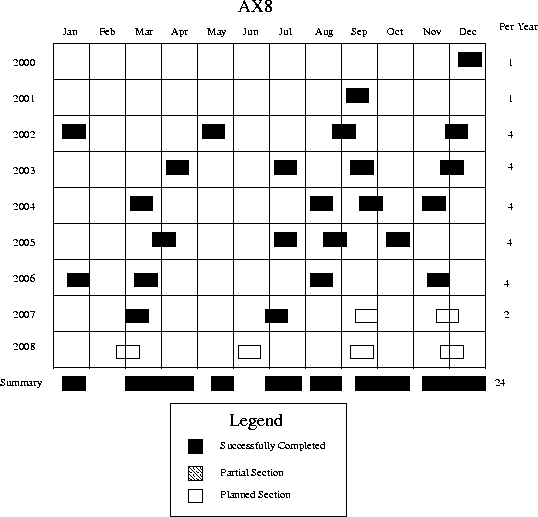 AX8
Jan Feb Mar Apr May Jun Jul Aug Sep Oct Nov Dec Per Year
2000 1
2001 1
2002 4
2003 4
2004 4
2005 4
2006 4
2007 2
2008
Summary 24
Legend
Successfully Completed
Partial Section
Planned Section